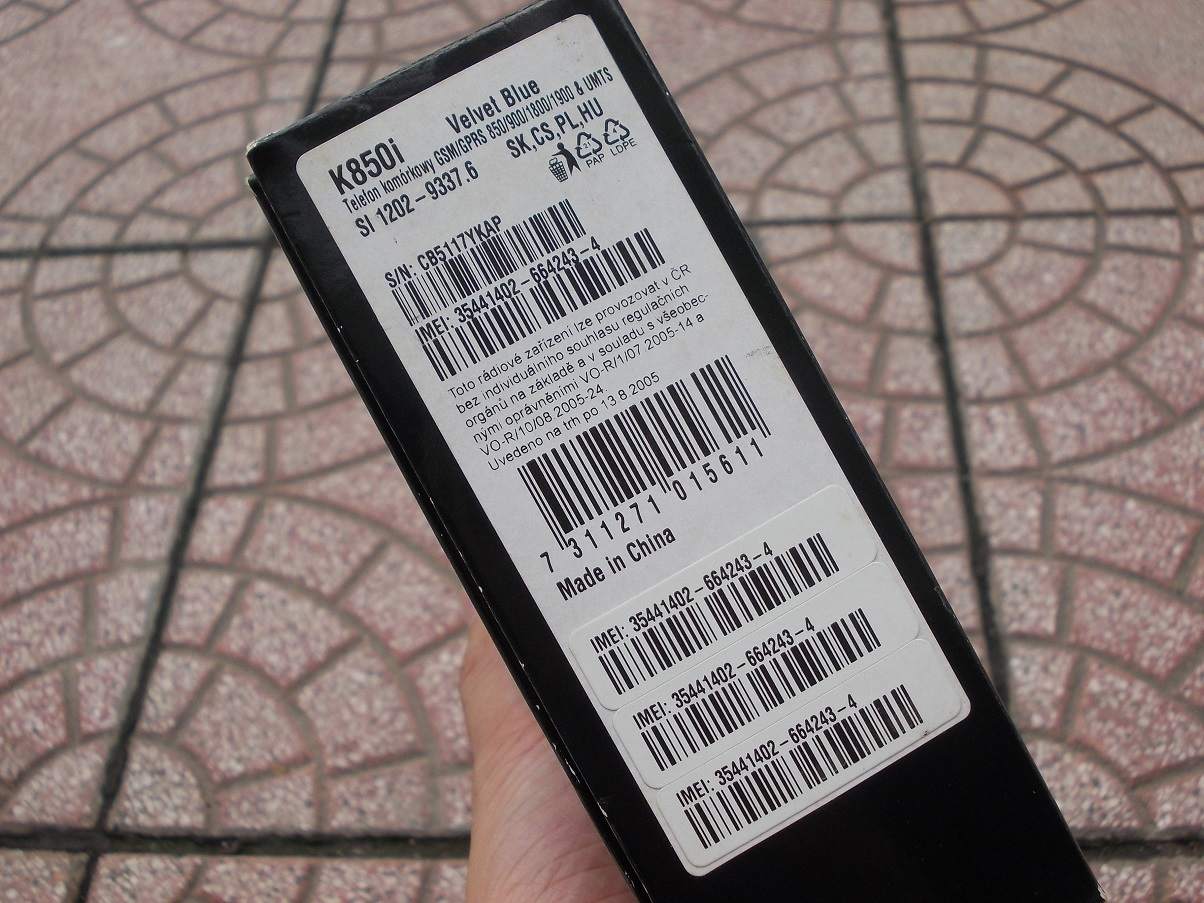 K850i Velvet Blue
Telefon komórkowy GSM/GPRS 850/900/1800/1900 & UMTS
SI 1202-9337.6 SK,CS,PL,HU
21
PAP LDPE
S/N: CB5117YKAP
IMEI: 35441402-664243-4
Toto rádiové zařízení lze provozovat v ČR
bez individuálního souhlasu regulačních
orgánů na základě a v souladu s všeobec-
nými oprávněními VO-R/1/07.2005-14 a
VO-R/10/08.2005-24.
Uvedeno na trh po 13 8 2005
7 311271 015611
Made in China
IMEI: 35441402-664243-4
IMEI: 35441402-664243-4
IMEI: 35441402-664243-4